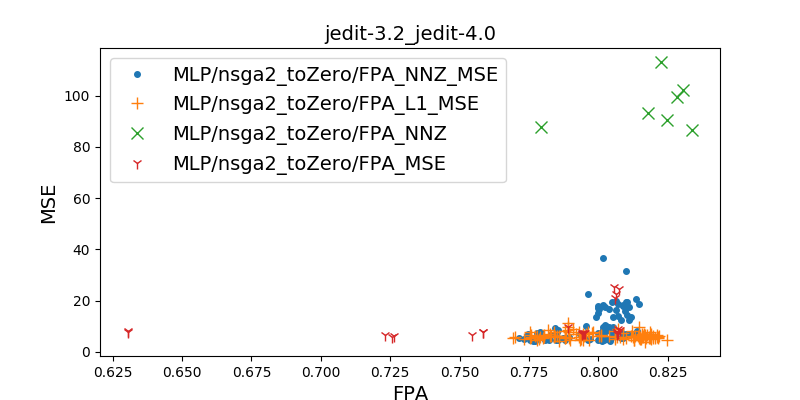 jedit-3.2_jedit-4.0
MLP/nsga2_toZero/FPA_NNZ_MSE
MLP/nsga2_toZero/FPA_L1_MSE
MLP/nsga2_toZero/FPA_NNZ
MLP/nsga2_toZero/FPA_MSE
MSE
100
80
60
40
20
0
0.625 0.650 0.675 0.700 0.725 0.750 0.775 0.800 0.825
FPA